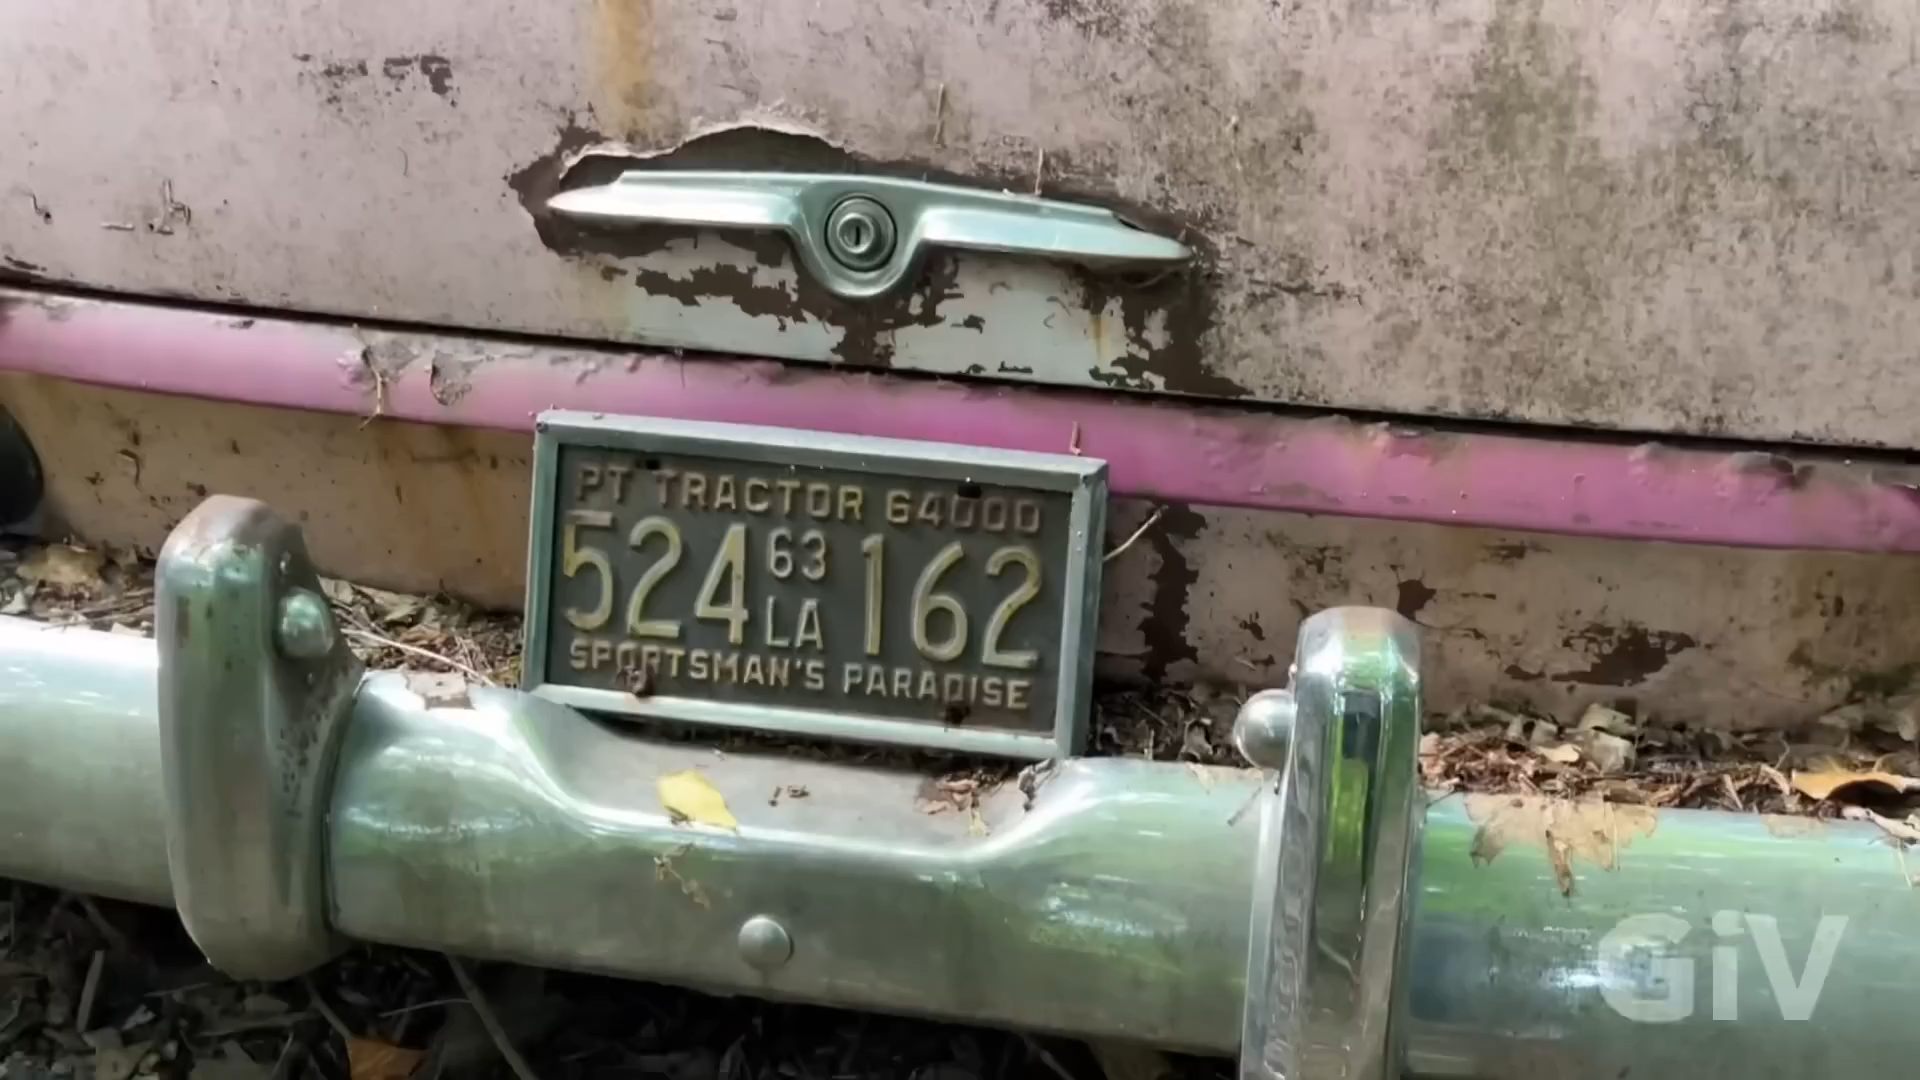 PT TRACTOR 64000
524 63 LA 162
SPORTSMAN'S PARADISE
GiV